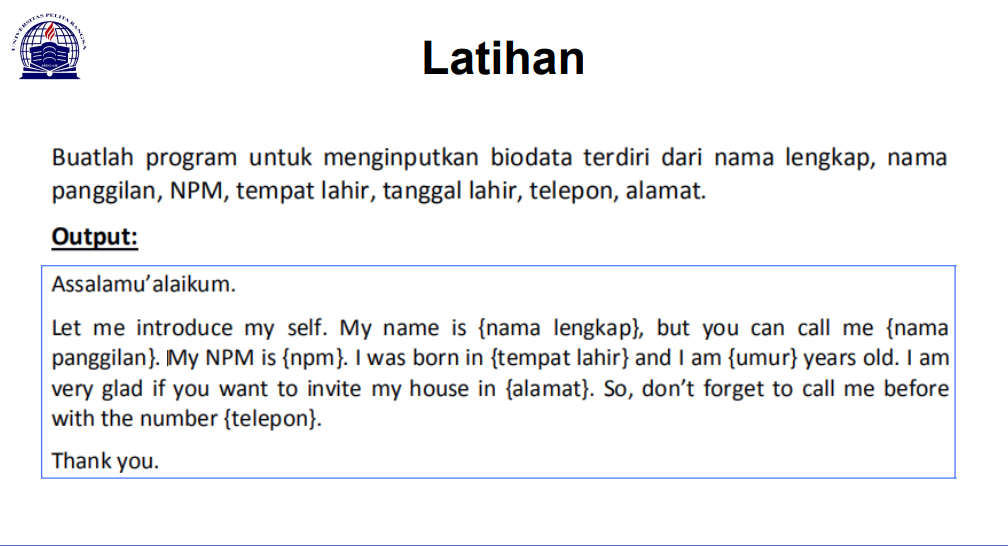 UNIVERSITAS PELITA BANGSA
Latihan
Buatlah program untuk menginputkan biodata terdiri dari nama lengkap, nama
panggilan, NPM, tempat lahir, tanggal lahir, telepon, alamat.
Output:
Assalamu’alaikum.
Let me introduce my self. My name is {nama lengkap}, but you can call me {nama
panggilan}. My NPM is {npm}. I was born in {tempat lahir} and I am {umur} years old. I am
very glad if you want to invite my house in {alamat}. So, don’t forget to call me before
with the number {telepon}.
Thank you.